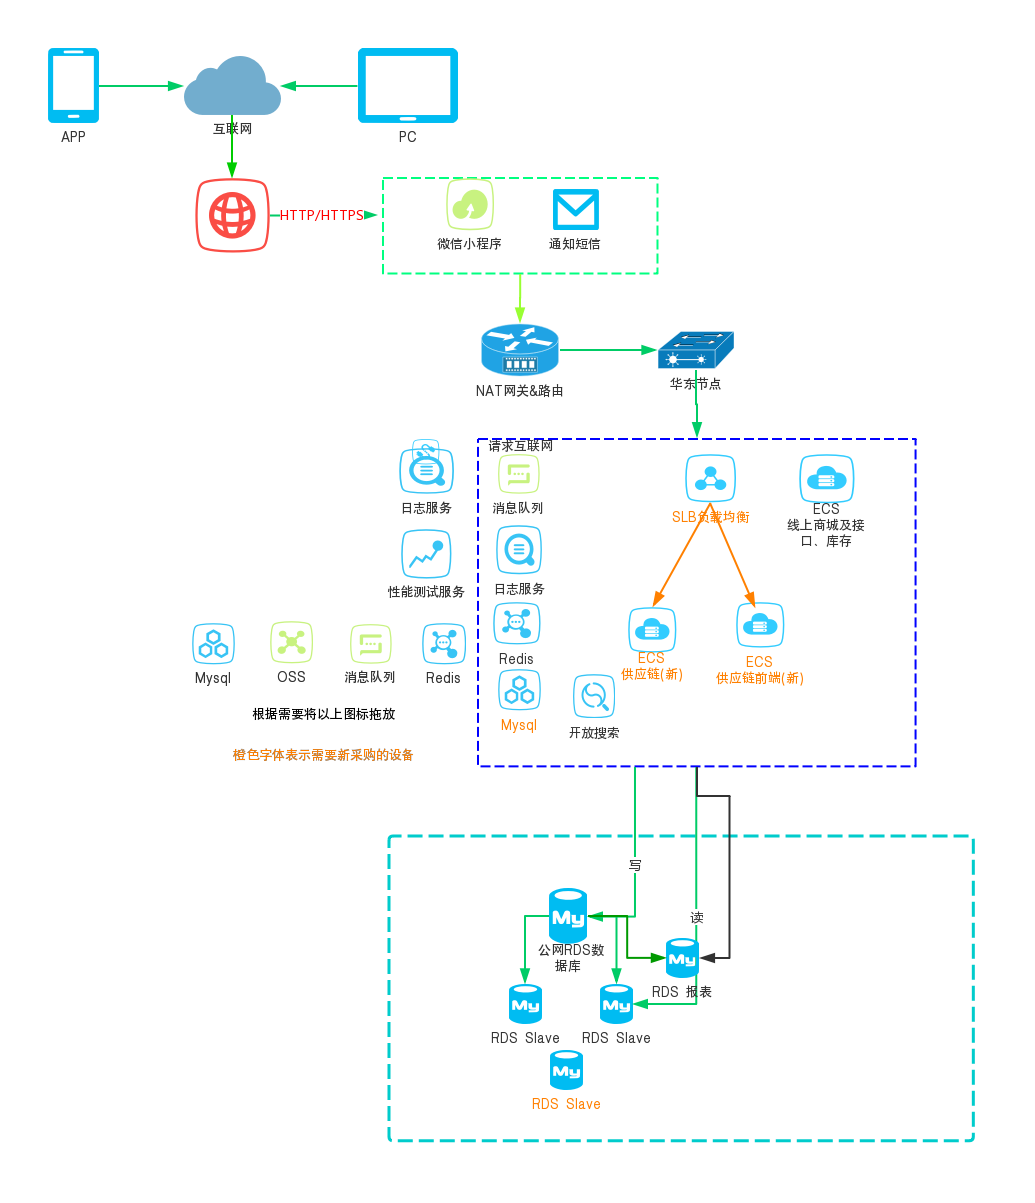 APP
互联网
PC
HTTP/HTTPS
微信小程序
通知短信
NAT网关&路由
华东节点
请求互联网
日志服务
消息队列
SLB负载均衡
ECS
线上商城及接
口、库存
性能测试服务
日志服务
Mysql
OSS
消息队列
Redis
Redis
ECS
供应链(新)
ECS
供应链前端(新)
Mysql
开放搜索
根据需要将以上图标拖放
橙色字体表示需要新采购的设备
写
读
My
公网RDS数
据库
My
RDS 报表
My
RDS Slave
My
RDS Slave
My
RDS Slave